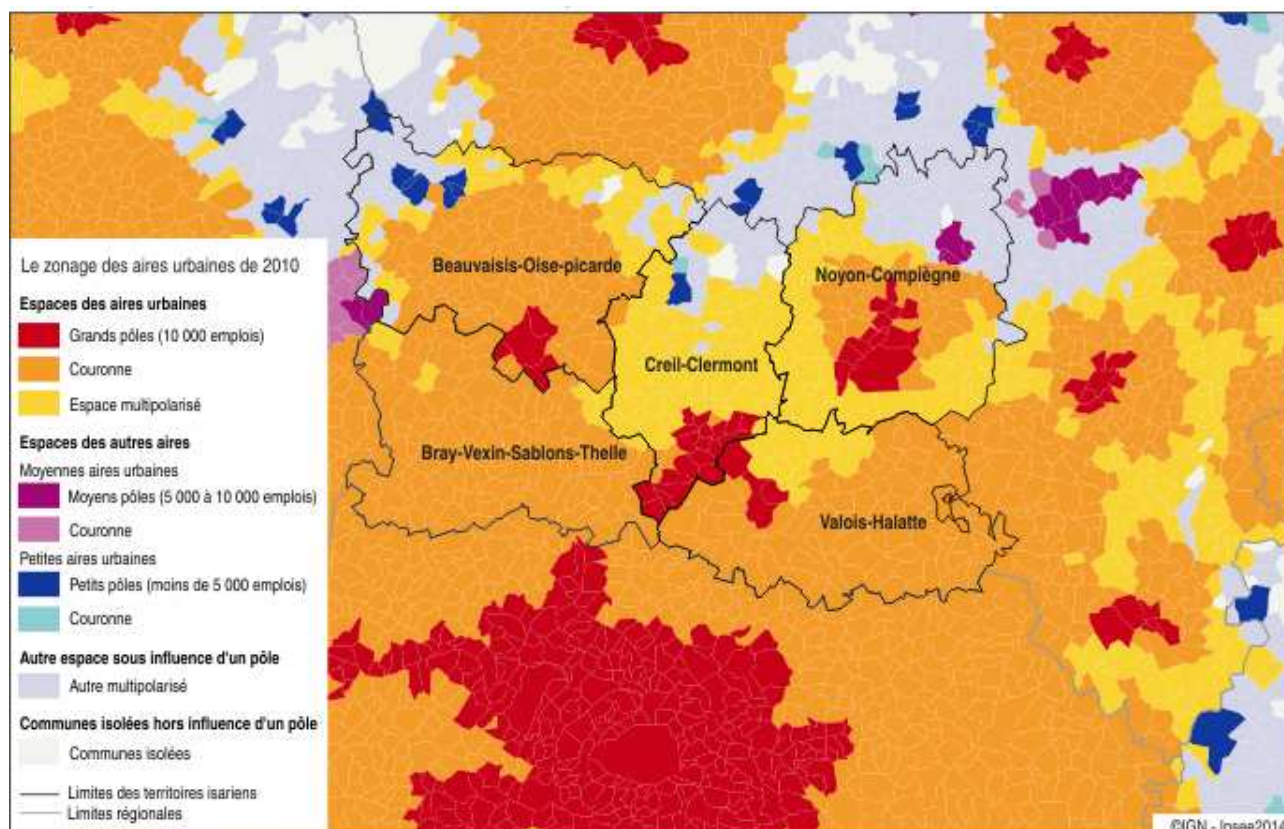 Le zonage des aires urbaines de 2010
Espaces des aires urbaines
Grands pôles (10 000 emplois)
Couronne
Espace multipolarisé
Espaces des autres aires
Moyennes aires urbaines
Moyens pôles (5 000 à 10 000 emplois)
Couronne
Petites aires urbaines
Petits pôles (moins de 5 000 emplois)
Couronne
Autre espace sous influence d'un pôle
Autre multipolarisé
Communes isolées hors influence d'un pôle
Communes isolées
Limites des territoires isariens
Limites régionales
Beauvaisis-Oise-picarde
Noyon-Compiègne
Creil-Clermont
Bray-Vexin-Sablons-Thelle
Valois-Halatte
©IGN - Insee2014